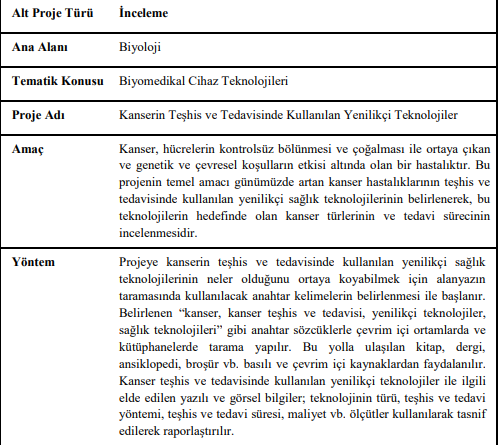 Alt Proje Türü İnceleme
Ana Alanı Biyoloji
Tematik Konusu Biyomedikal Cihaz Teknolojileri
Proje Adı Kanserin Teşhis ve Tedavisinde Kullanılan Yenilikçi Teknolojiler
Amaç Kanser, hücrelerin kontrolsüz bölünmesi ve çoğalması ile ortaya çıkan
ve genetik ve çevresel koşulların etkisi altında olan bir hastalıktır. Bu
projenin temel amacı günümüzde artan kanser hastalıklarının teşhis ve
tedavisinde kullanılan yenilikçi sağlık teknolojilerinin belirlenerek, bu
teknolojilerin hedefinde olan kanser türlerinin ve tedavi sürecinin
incelenmesidir.
Yöntem Projeye kanserin teşhis ve tedavisinde kullanılan yenilikçi sağlık
teknolojilerinin neler olduğunu ortaya koyabilmek için alanyazın
taramasında kullanılacak anahtar kelimelerin belirlenmesi ile başlanır.
Belirlenen “kanser, kanser teşhis ve tedavisi, yenilikçi teknolojiler,
sağlık teknolojileri” gibi anahtar sözcüklerle çevrim içi ortamlarda ve
kütüphanelerde tarama yapılır. Bu yolla ulaşılan kitap, dergi,
ansiklopedi, broşür vb. basılı ve çevrim içi kaynaklardan faydalanılır.
Kanser teşhis ve tedavisinde kullanılan yenilikçi teknolojiler ile ilgili
elde edilen yazılı ve görsel bilgiler; teknolojinin türü, teşhis ve tedavi
yöntemi, teşhis ve tedavi süresi, maliyet vb. ölçütler kullanılarak tasnif
edilerek raporlaştırılır.